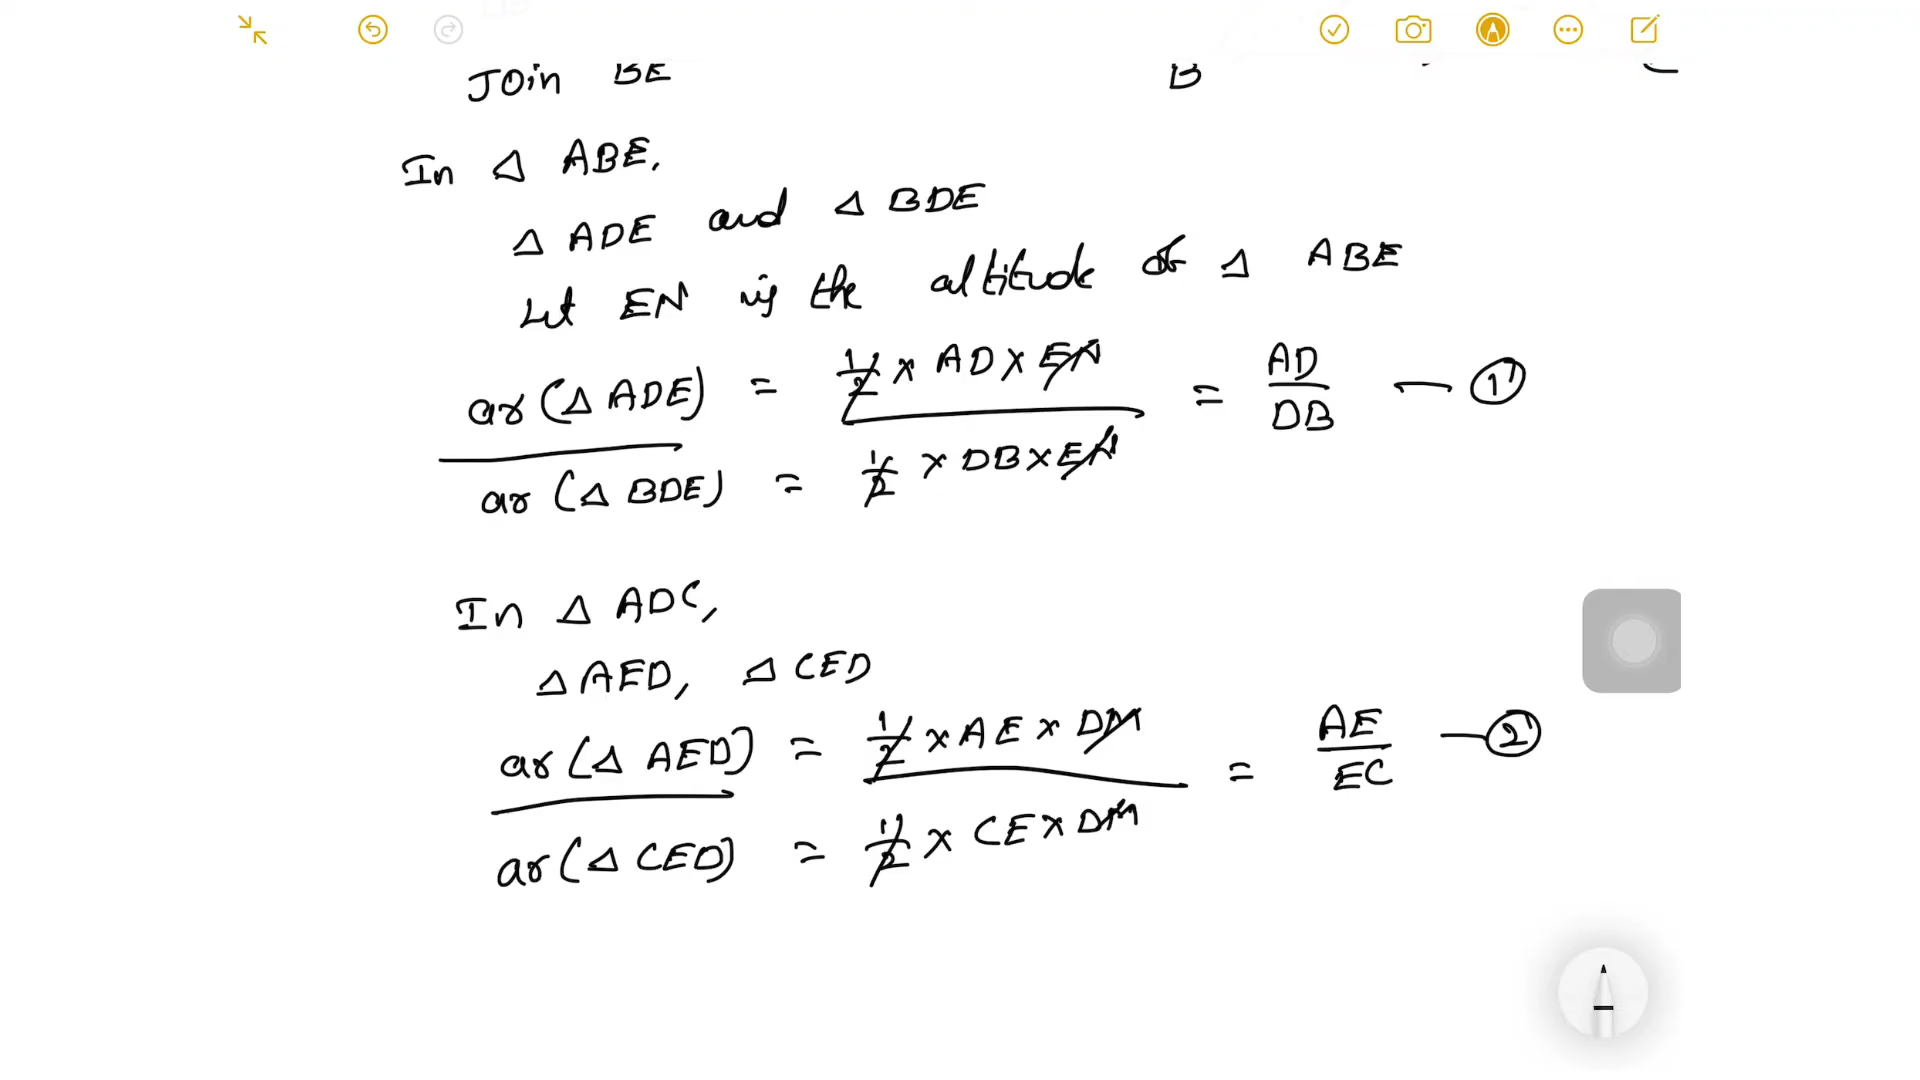 Join BE
B
In △ ABE,
△ ADE and △ BDE
Let EN is the altitude of △ ABE
ar (△ ADE) = 1/2 × AD × EN = AD/DB — ①
ar (△ BDE) = 1/2 × DB × EN
In △ ADC,
△ AED, △ CED
ar (△ AED) = 1/2 × AE × DM = AE/EC — ②
ar (△ CED) = 1/2 × CE × DM